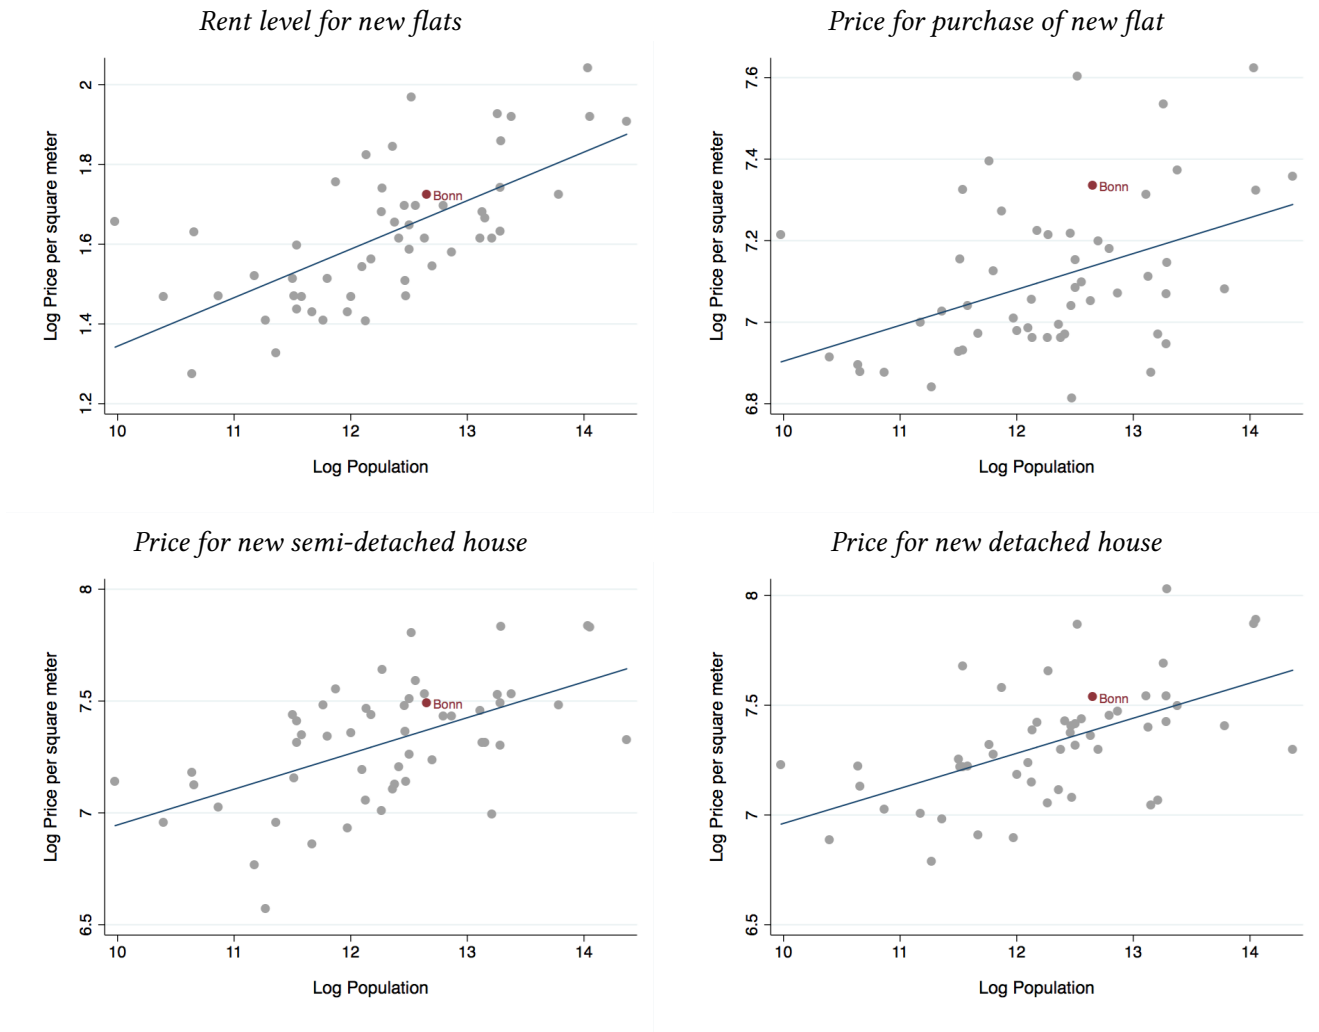 Rent level for new flats
Price for purchase of new flat
Log Price per square meter
2
1.8
1.6
1.4
1.2
Bonn
10 11 12 13 14
Log Population
Log Price per square meter
7.6
7.4
7.2
7
6.8
Bonn
10 11 12 13 14
Log Population
Price for new semi-detached house
Price for new detached house
Log Price per square meter
8
7.5
7
6.5
Bonn
10 11 12 13 14
Log Population
Log Price per square meter
8
7.5
7
6.5
Bonn
10 11 12 13 14
Log Population